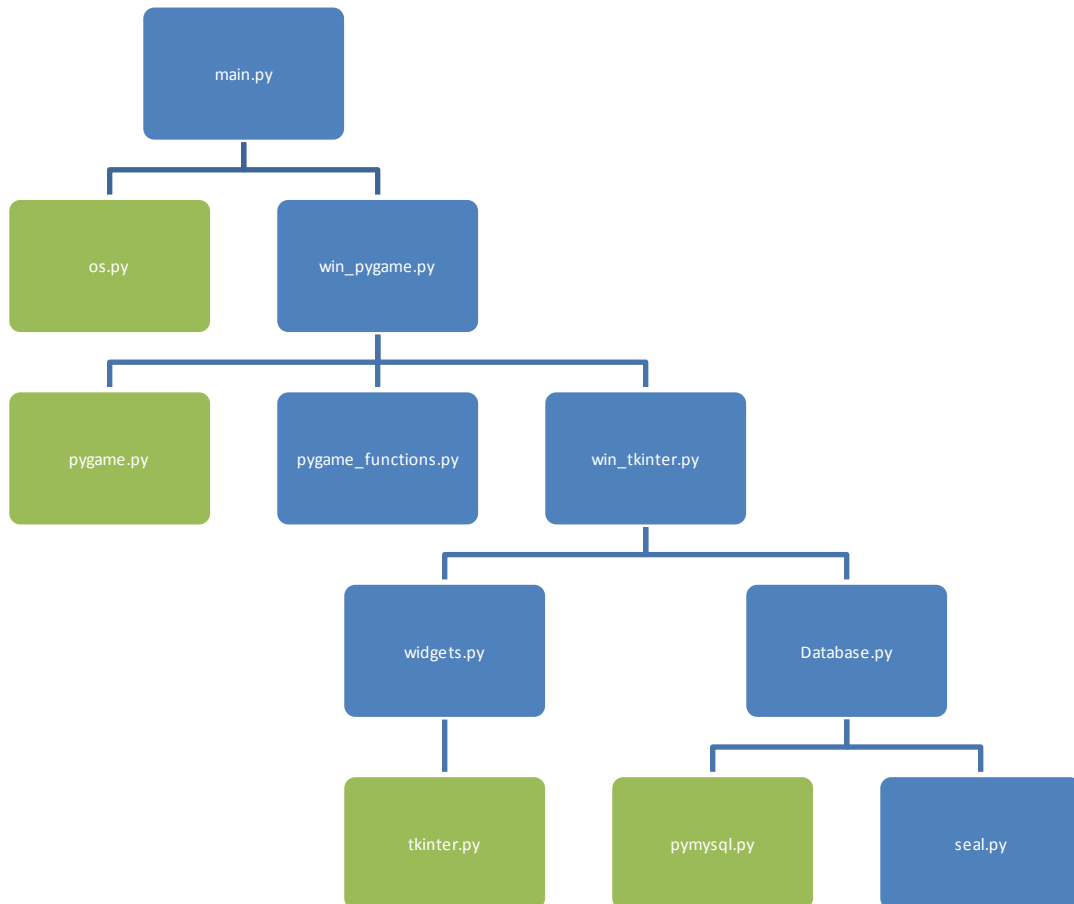 main.py
os.py
win_pygame.py
pygame.py
pygame_functions.py
win_tkinter.py
widgets.py
Database.py
tkinter.py
pymysql.py
seal.py